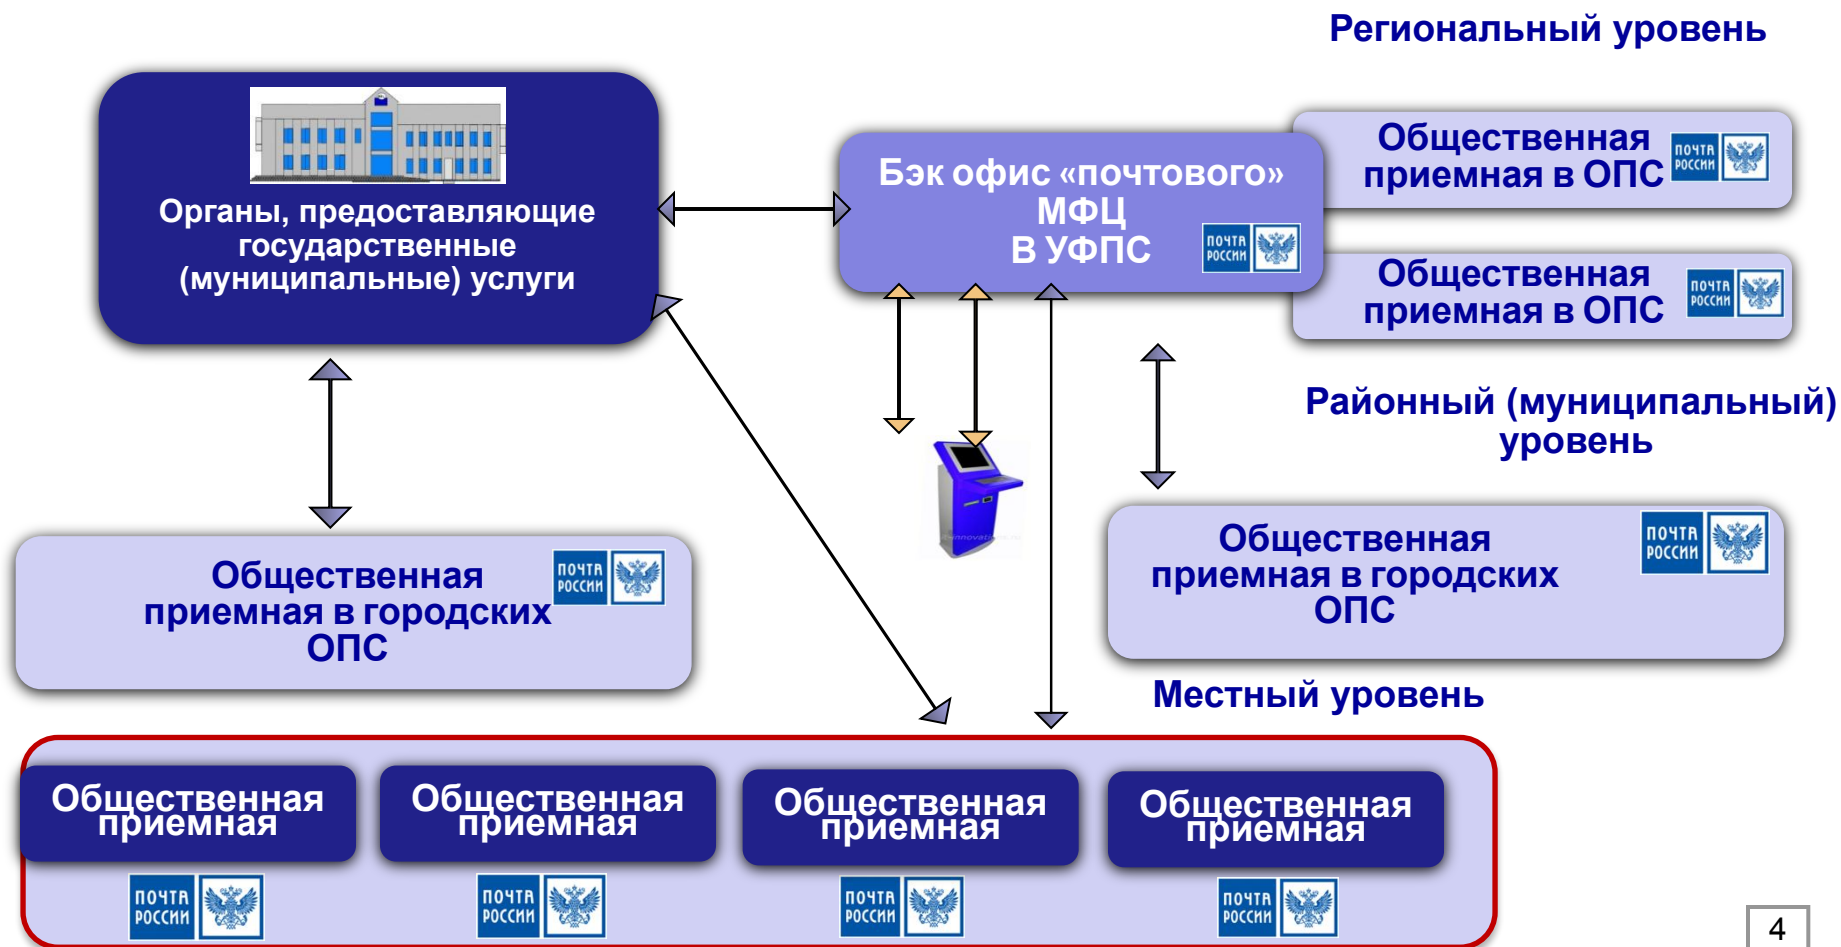 Региональный уровень
Органы, предоставляющие
государственные
(муниципальные) услуги
Бэк офис «почтового»
МФЦ
В УФПС
ПОЧТА
РОССИИ
Общественная
приемная в ОПС
ПОЧТА
РОССИИ
Общественная
приемная в ОПС
ПОЧТА
РОССИИ
Районный (муниципальный)
уровень
Общественная
приемная в городских
ОПС
ПОЧТА
РОССИИ
Общественная
приемная в городских
ОПС
ПОЧТА
РОССИИ
Местный уровень
Общественная
приемная
ПОЧТА
РОССИИ
Общественная
приемная
ПОЧТА
РОССИИ
Общественная
приемная
ПОЧТА
РОССИИ
Общественная
приемная
ПОЧТА
РОССИИ
4